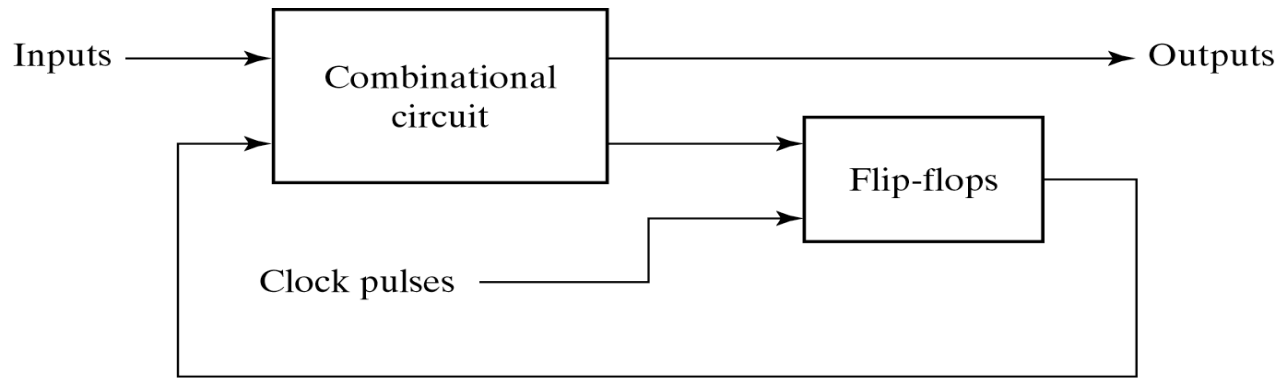 Inputs
Combinational
circuit
Outputs
Flip-flops
Clock pulses